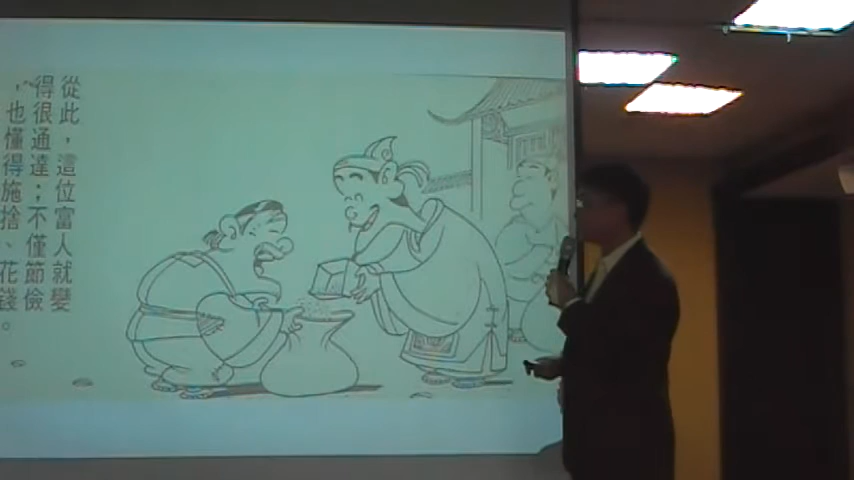 從此，這位富人就變
得很通達；不僅節儉
，也懂得施捨、花錢
。